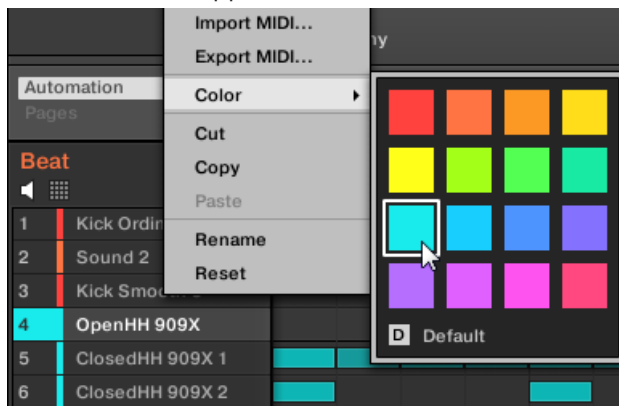 Import MIDI...
Export MIDI...
Color
Cut
Copy
Paste
Rename
Reset
Automation
Pages
Beat
1 Kick Ordin
2 Sound 2
3 Kick Smoo
4 OpenHH 909X
5 ClosedHH 909X 1
6 ClosedHH 909X 2
D Default